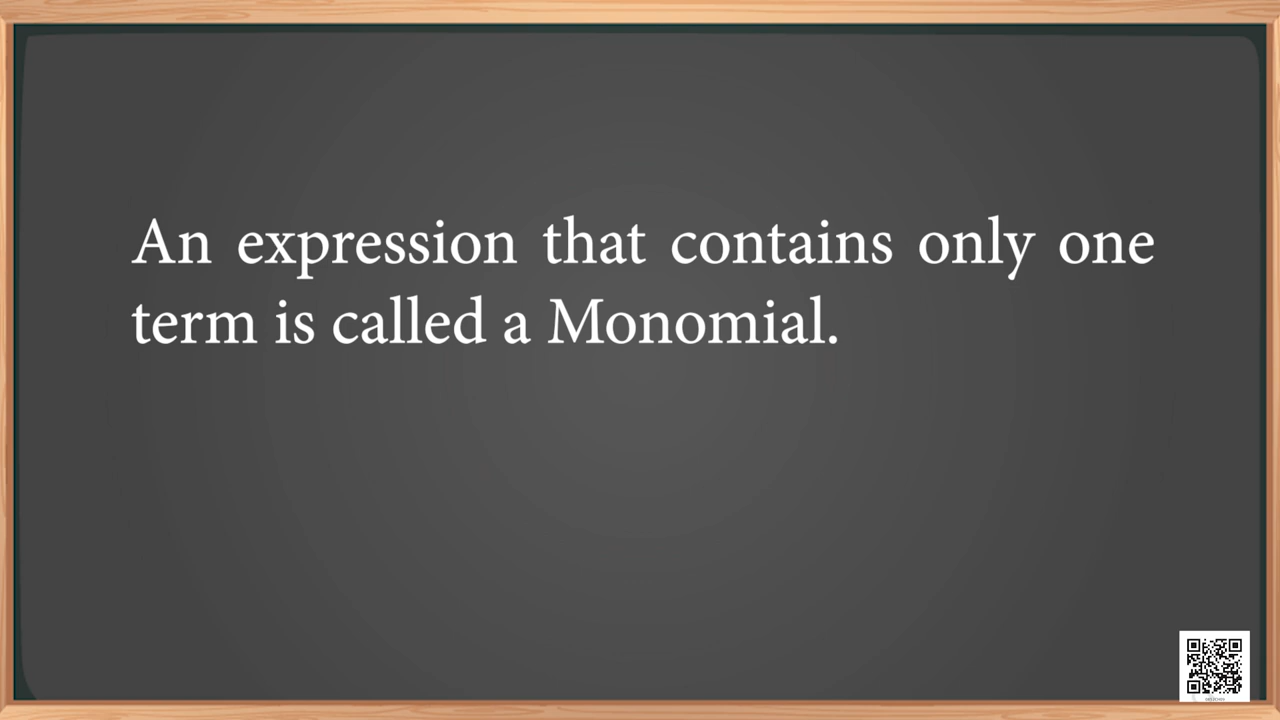 An expression that contains only one
term is called a Monomial.